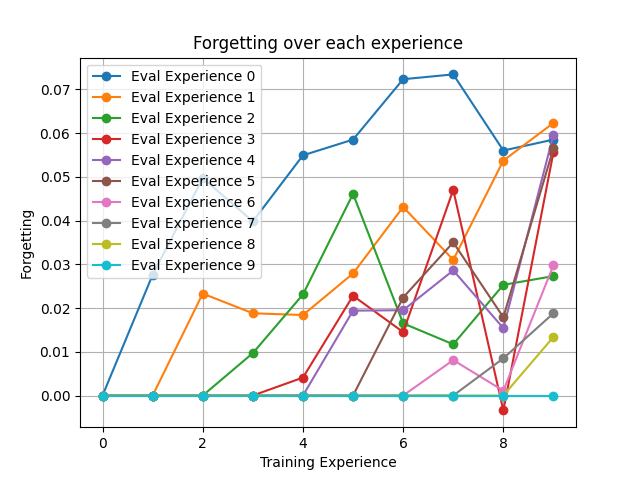 Forgetting over each experience
Forgetting
0.07
0.06
0.05
0.04
0.03
0.02
0.01
0.00
Eval Experience 0
Eval Experience 1
Eval Experience 2
Eval Experience 3
Eval Experience 4
Eval Experience 5
Eval Experience 6
Eval Experience 7
Eval Experience 8
Eval Experience 9
0 2 4 6 8
Training Experience